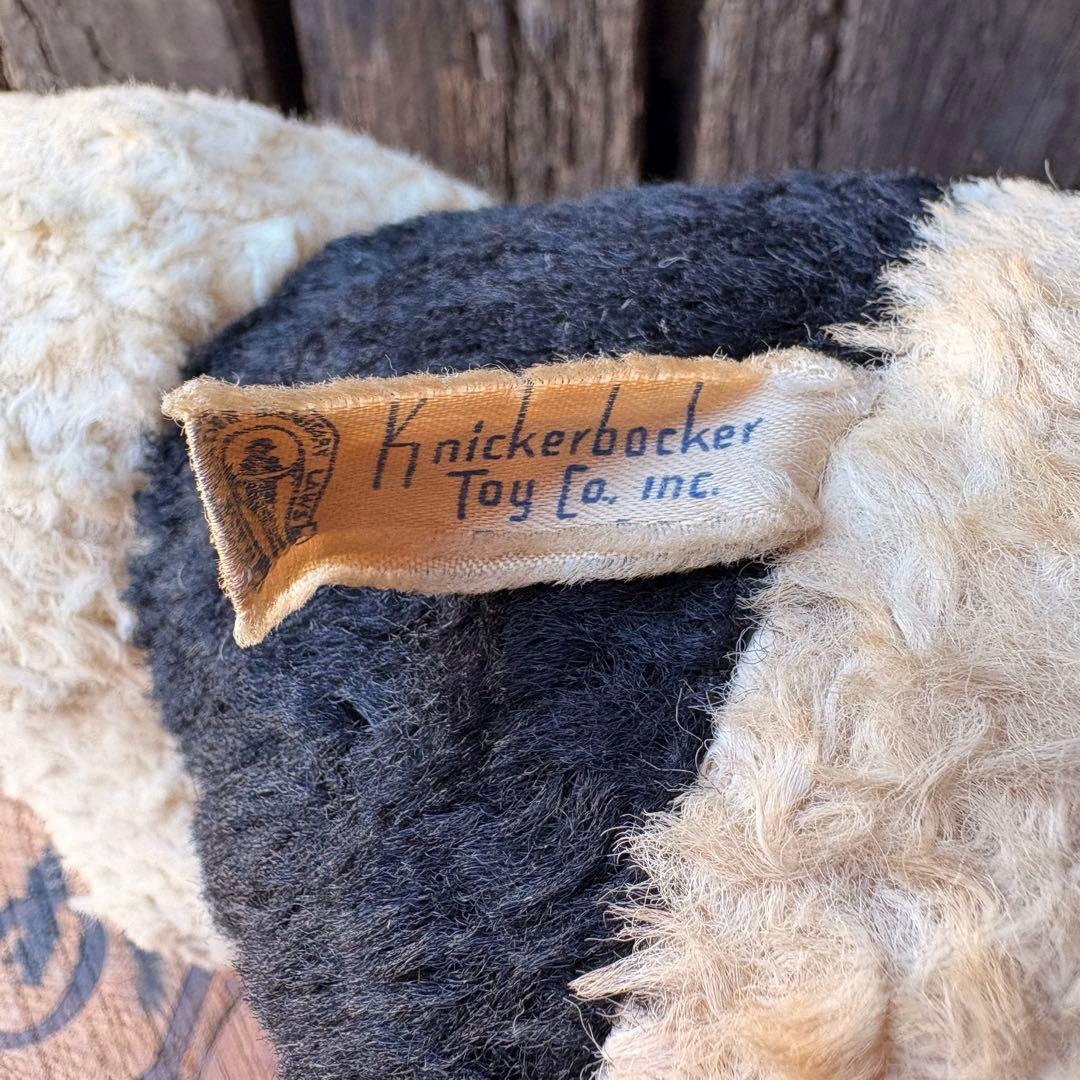 Knickerbocker
Toy Co., inc.